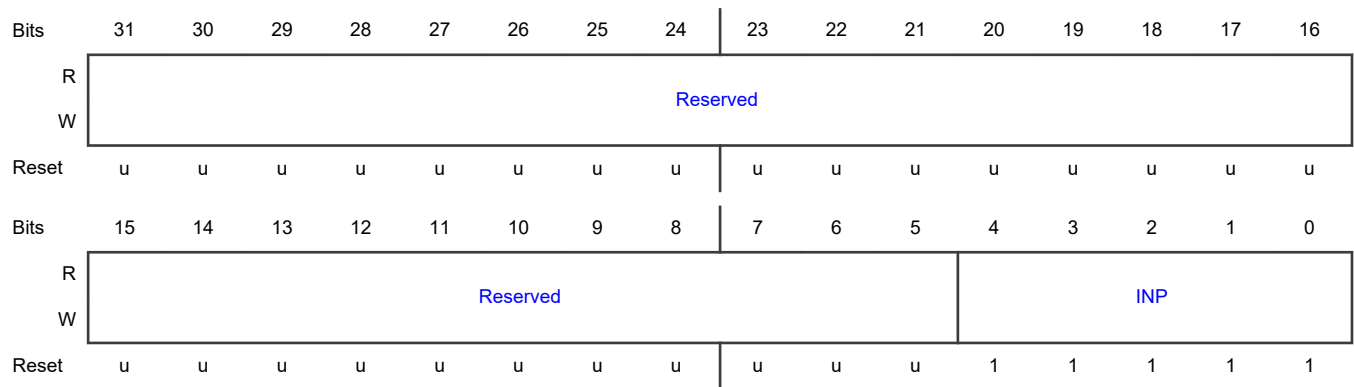 Bits 31 30 29 28 27 26 25 24 23 22 21 20 19 18 17 16
R
Reserved
W
Reset u u u u u u u u u u u u u u u u
Bits 15 14 13 12 11 10 9 8 7 6 5 4 3 2 1 0
R
Reserved INP
W
Reset u u u u u u u u u u u 1 1 1 1 1